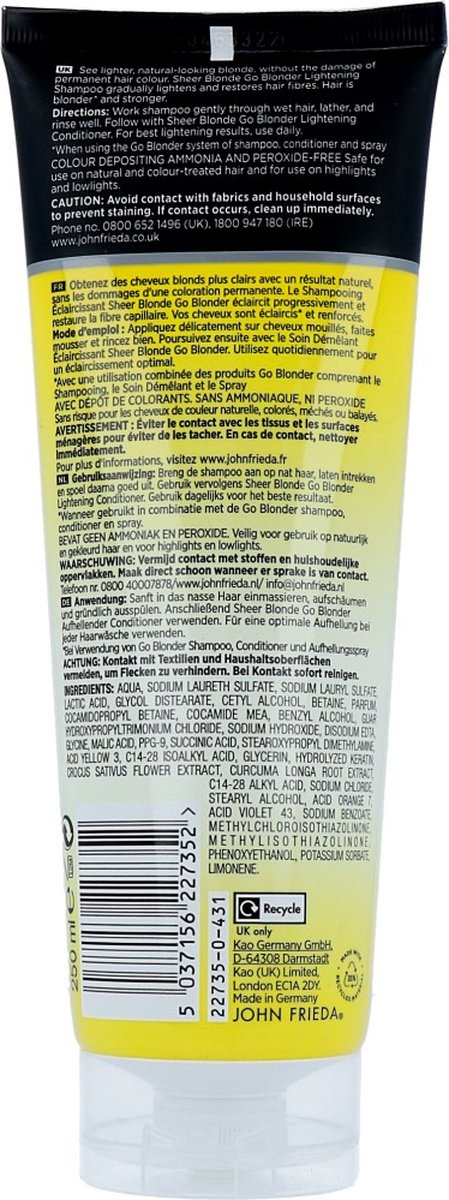 UK See lighter, natural-looking blonde, without the damage of
permanent hair colour. Sheer Blonde Go Blonder Lightening
Shampoo gradually lightens and restores hair fibres. Hair is
blonder* and stronger.
Directions: Work shampoo gently through wet hair, lather, and
rinse well. Follow with Sheer Blonde Go Blonder Lightening
Conditioner. For best lightening results, use daily.
*When using the Go Blonder system of shampoo, conditioner and spray
COLOUR DEPOSITING AMMONIA AND PEROXIDE-FREE Safe for
use on natural and colour-treated hair and for use on highlights
and lowlights.
CAUTION: Avoid contact with fabrics and household surfaces
to prevent staining. If contact occurs, clean up immediately.
Phone no. 0800 652 1496 (UK), 1800 947 180 (IRE)
www.johnfrieda.co.uk
FR Obtenez des cheveux blonds plus clairs avec un résultat naturel,
sans les dommages d'une coloration permanente. Le Shampooing
Éclaircissant Sheer Blonde Go Blonder éclaircit progressivement et
restaure la fibre capillaire. Vos cheveux sont éclaircis* et renforcés.
Mode d'emploi : Appliquez délicatement sur cheveux mouillés, faites
mousser et rincez bien. Poursuivez ensuite avec le Soin Démêlant
Éclaircissant Sheer Blonde Go Blonder. Utilisez quotidiennement pour
un éclaircissement optimal.
*Avec une utilisation combinée des produits Go Blonder comprenant le
Shampooing, le Soin Démêlant et le Spray
AVEC DÉPÔT DE COLORANTS. SANS AMMONIAQUE, NI PEROXIDE
Sans risque pour les cheveux de couleur naturelle, colorés, méchés ou balayés.
AVERTISSEMENT : Éviter le contact avec les tissus et les surfaces
ménagères pour éviter de les tacher. En cas de contact, nettoyer
immédiatement.
Pour plus d'informations, visitez www.johnfrieda.fr
NL Gebruiksaanwijzing: Breng de shampoo aan op nat haar, laten intrekken
en spoel daarna goed uit. Gebruik vervolgens Sheer Blonde Go Blonder
Lightening Conditioner. Gebruik dagelijks voor het beste resultaat.
*Wanneer gebruikt in combinatie met de Go Blonder shampoo,
conditioner en spray.
BEVAT GEEN AMMONIAK EN PEROXIDE. Veilig voor gebruik op natuurlijk
en gekleurd haar en voor highlights en lowlights.
WAARSCHUWING: Vermijd contact met stoffen en huishoudelijke
oppervlakken. Maak direct schoon wanneer er sprake is van contact.
Telefoon nr. 0800 40007878/www.johnfrieda.nl/ info@johnfrieda.nl
DE Anwendung: Sanft in das nasse Haar einmassieren, aufschäumen
und gründlich ausspülen. Anschließend Sheer Blonde Go Blonder
Aufhellender Conditioner verwenden. Für eine optimale Aufhellung bei
jeder Haarwäsche verwenden.
*Bei Verwendung von Go Blonder Shampoo, Conditioner und Aufhellungsspray
ACHTUNG: Kontakt mit Textilien und Haushaltsoberflächen
vermeiden, um Flecken zu verhindern. Bei Kontakt sofort reinigen.
INGREDIENTS: AQUA, SODIUM LAURETH SULFATE, SODIUM LAURYL SULFATE,
LACTIC ACID, GLYCOL DISTEARATE, CETYL ALCOHOL, BETAINE, PARFUM,
COCAMIDOPROPYL BETAINE, COCAMIDE MEA, BENZYL ALCOHOL, GUAR
HYDROXYPROPYLTRIMONIUM CHLORIDE, SODIUM HYDROXIDE, DISODIUM EDTA,
GLYCINE, MALIC ACID, PPG-9, SUCCINIC ACID, STEAROXYPROPYL DIMETHYLAMINE,
ACID YELLOW 3, C14-28 ISOALKYL ACID, GLYCERIN, HYDROLYZED KERATIN,
CROCUS SATIVUS FLOWER EXTRACT, CURCUMA LONGA ROOT EXTRACT,
C14-28 ALKYL ACID, SODIUM CHLORIDE,
STEARYL ALCOHOL, ACID ORANGE 7,
ACID VIOLET 43, SODIUM BENZOATE,
METHYLCHLOROISOTHIAZOLINONE,
METHYLISOTHIAZOLINONE,
PHENOXYETHANOL, POTASSIUM SORBATE,
LIMONENE.
250 ml e
12M
5 037156 227352 >
22735-0-431
Recycle
UK only
Kao Germany GmbH,
D-64308 Darmstadt
Kao (UK) Limited,
London EC1A 2DY.
Made in Germany
JOHN FRIEDA®
MADE WITH
RECYCLED PLASTIC